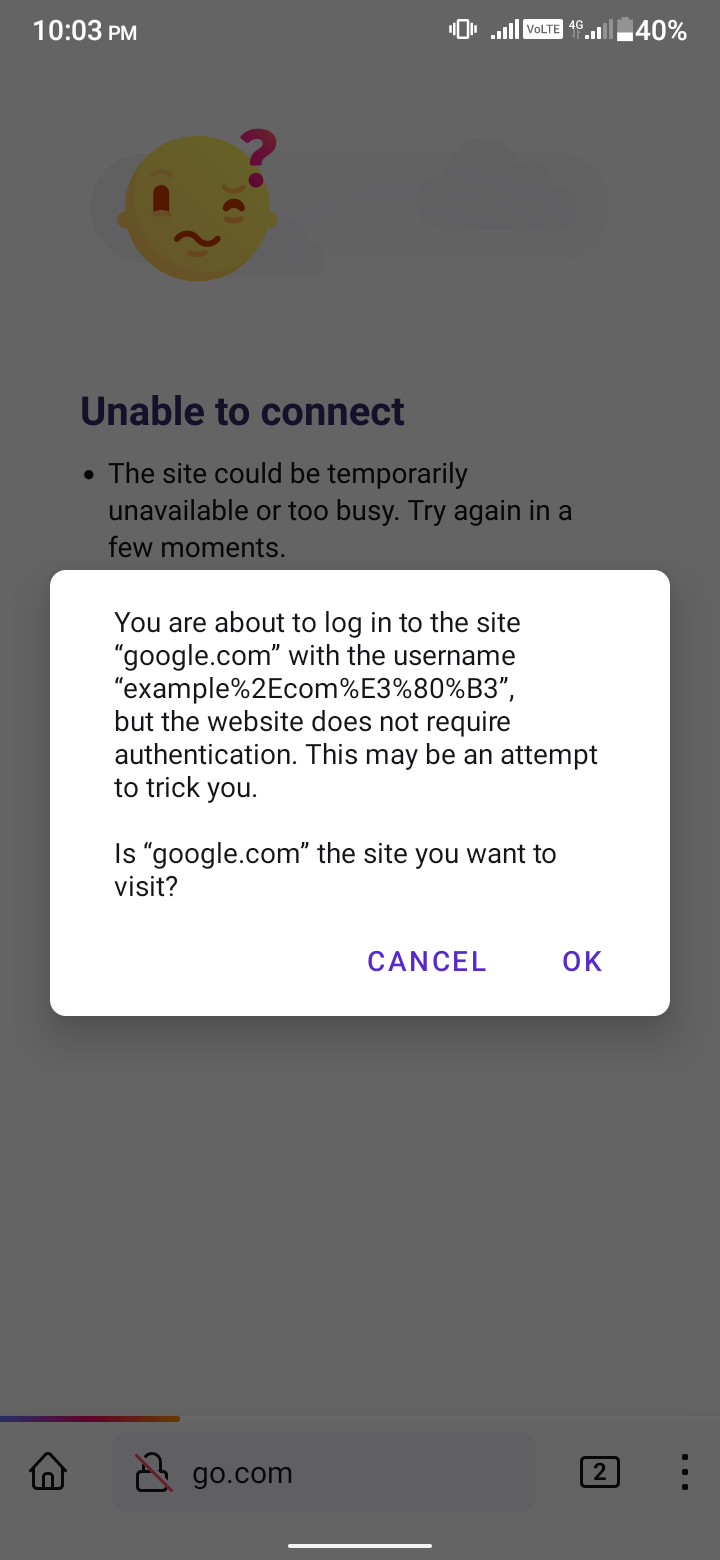 10:03 PM
VoLTE
4G
40%
?
Unable to connect
• The site could be temporarily
unavailable or too busy. Try again in a
few moments.
You are about to log in to the site
“google.com” with the username
“example%2Ecom%E3%80%B3”,
but the website does not require
authentication. This may be an attempt
to trick you.
Is “google.com” the site you want to
visit?
CANCEL OK
go.com
2